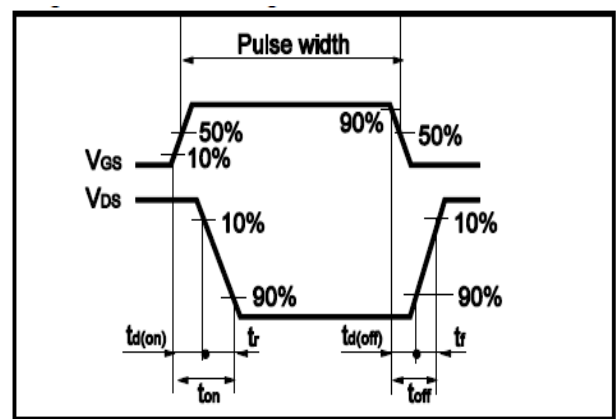 Pulse width
90%
50%
50%
10%
VGS
VDS
10%
10%
90%
90%
td(on)
tr
td(off)
tf
ton
toff